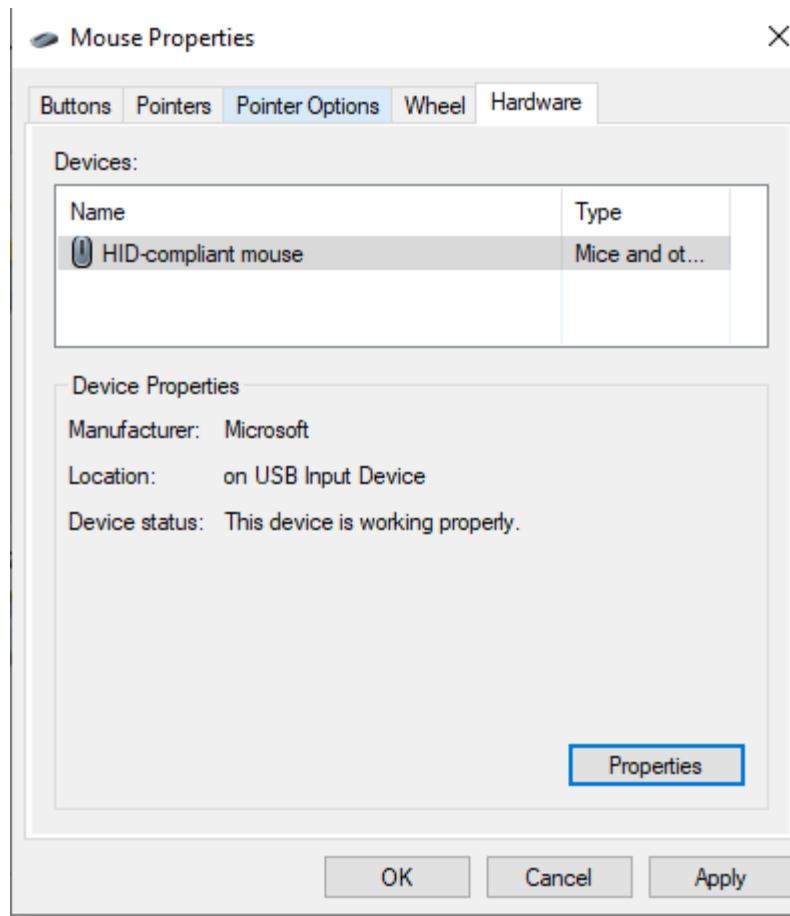 Mouse Properties
Buttons Pointers Pointer Options Wheel Hardware
Devices:
Name Type
HID-compliant mouse Mice and ot...
Device Properties
Manufacturer: Microsoft
Location: on USB Input Device
Device status: This device is working properly.
Properties
OK Cancel Apply